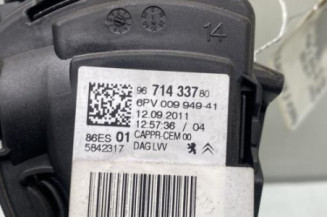 14
96 714 337 80
6PV 009 949-41
12.09.2011
12:57:36 / 04
86ES 01 CAPPR-CEM 00
5842317 DAG LVV